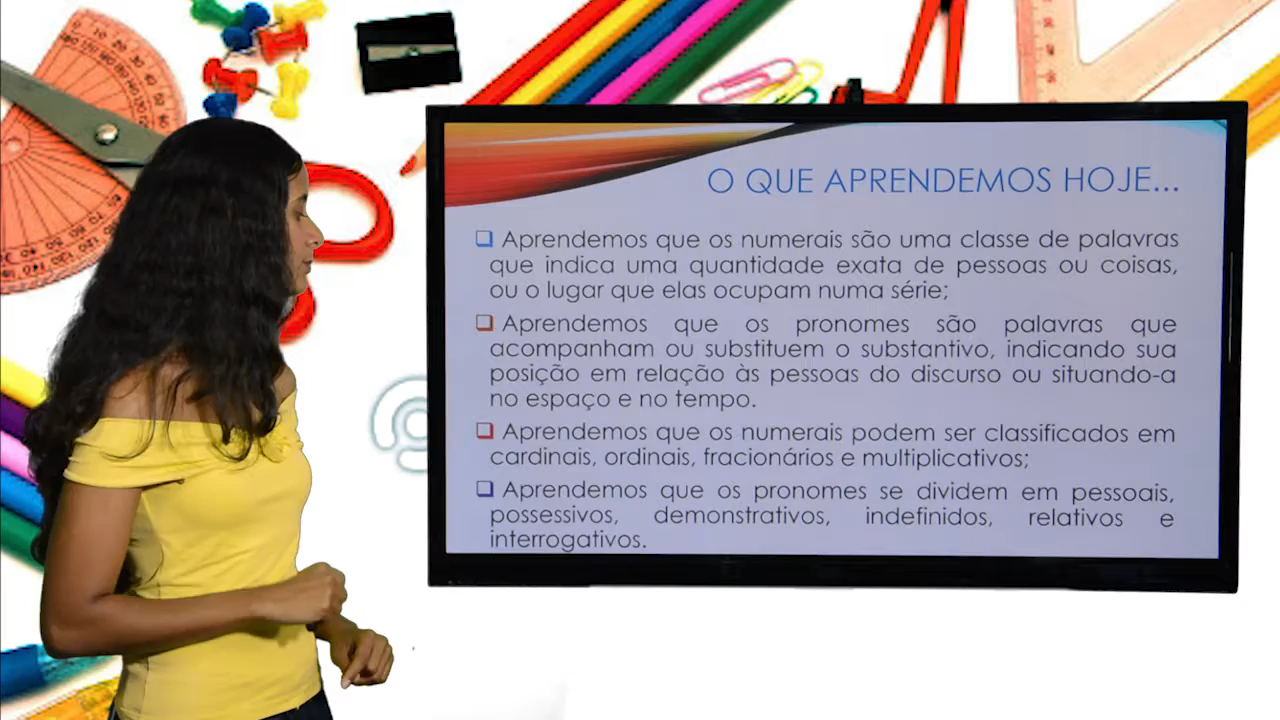 O QUE APRENDEMOS HOJE...
❑ Aprendemos que os numerais são uma classe de palavras
que indica uma quantidade exata de pessoas ou coisas,
ou o lugar que elas ocupam numa série;
❑ Aprendemos que os pronomes são palavras que
acompanham ou substituem o substantivo, indicando sua
posição em relação às pessoas do discurso ou situando-a
no espaço e no tempo.
❑ Aprendemos que os numerais podem ser classificados em
cardinais, ordinais, fracionários e multiplicativos;
❑ Aprendemos que os pronomes se dividem em pessoais,
possessivos, demonstrativos, indefinidos, relativos e
interrogativos.